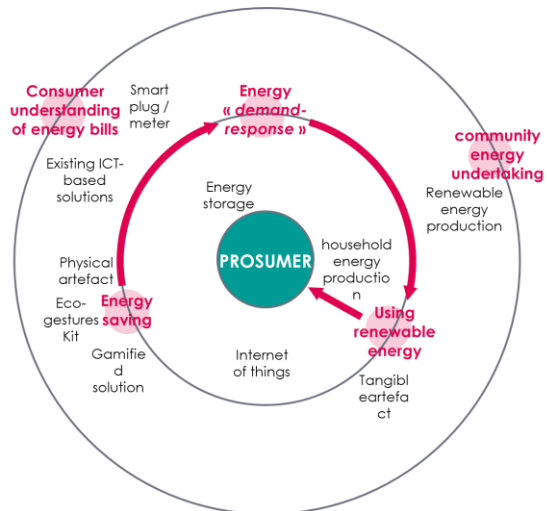 Consumer
understanding
of energy bills
Smart
plug /
meter
Energy
« demand-
response »
community
energy
undertaking
Renewable
energy
production
Existing ICT-
based
solutions
Energy
storage
PROSUMER
household
energy
productio
n
Physical
artefact
Eco-
gestures
Kit
Energy
saving
Gamifie
d
solution
Internet
of things
Using
renewable
energy
Tangibl
eartefa
ct